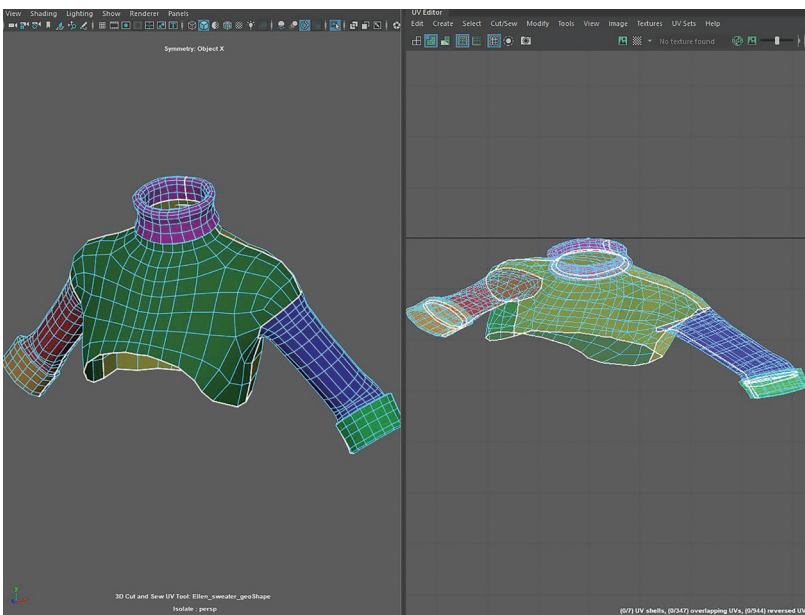 View Shading Lighting Show Renderer Panels
Symmetry: Object X
3D Cut and Sew UV Tool: Ellen_sweater_geoShape
Isolate : persp
UV Editor
Edit Create Select Cut/Sew Modify Tools View Image Textures UV Sets Help
No texture found
(0/7) UV shells, (0/347) overlapping UVs, (0/944) reversed UV